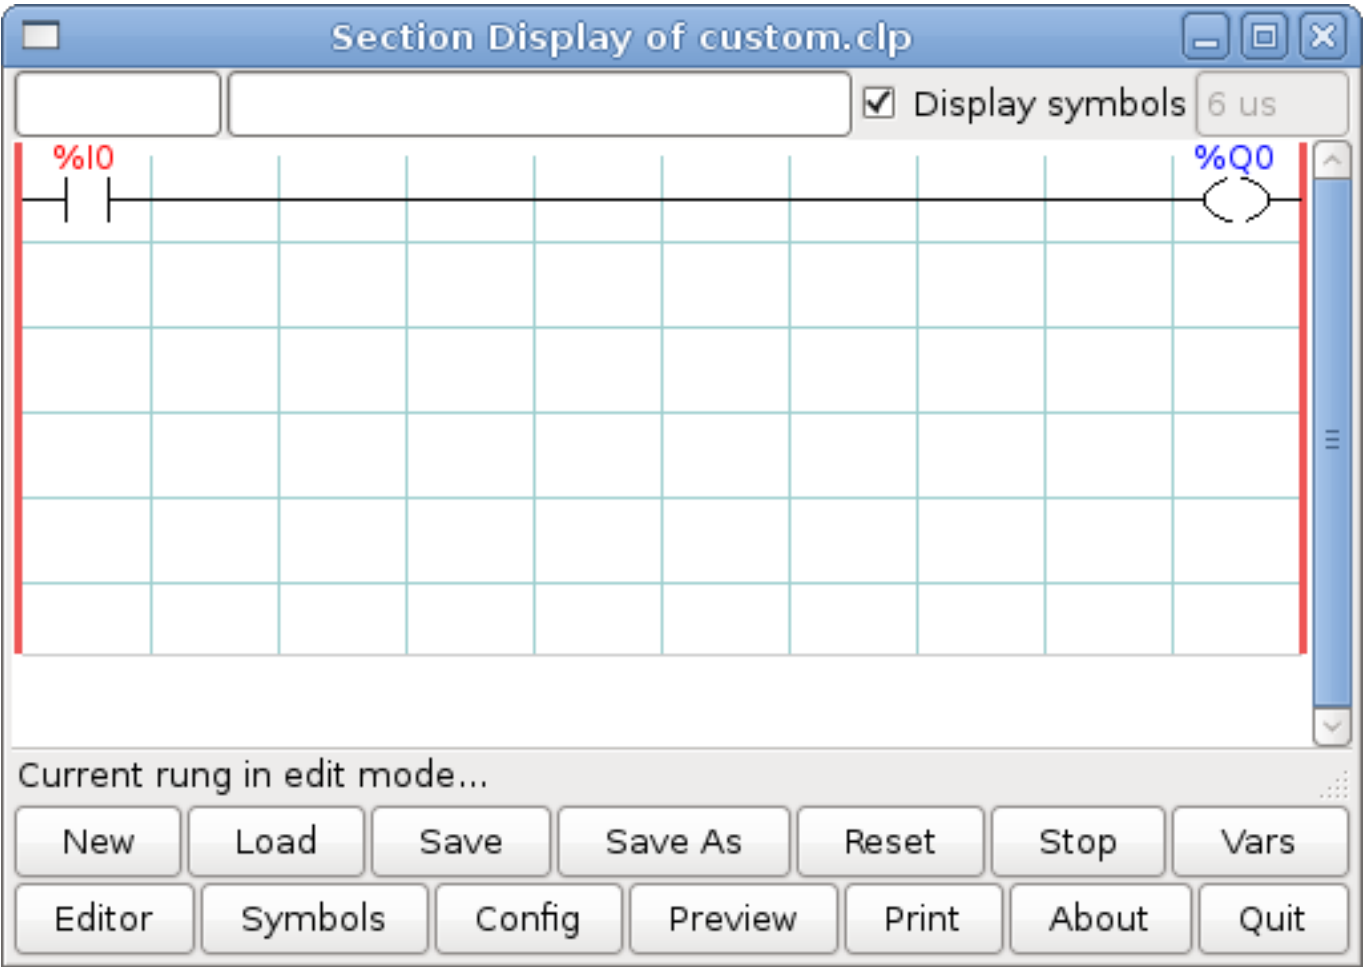 Section Display of custom.clp
Display symbols 6 us
%I0 %Q0
Current rung in edit mode...
New Load Save Save As Reset Stop Vars
Editor Symbols Config Preview Print About Quit